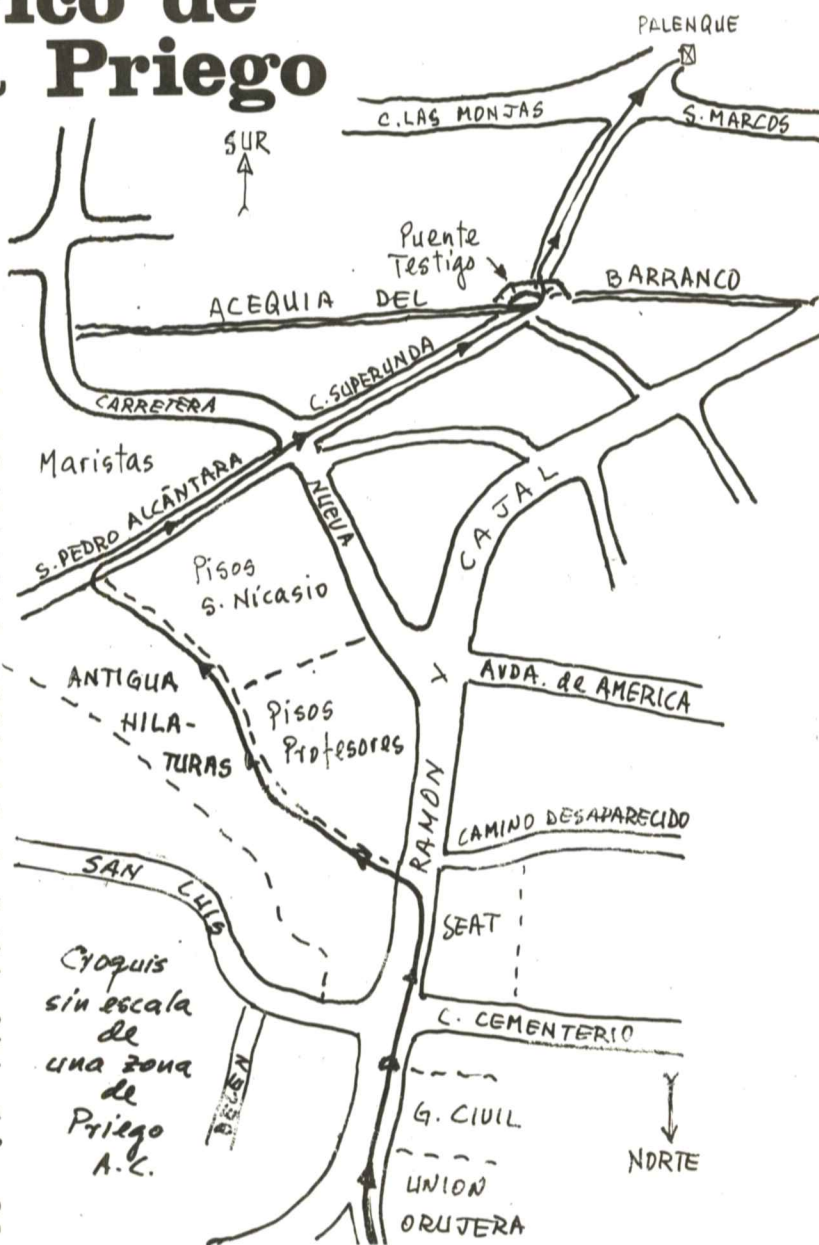 ico de
Priego
PALENQUE
C. LAS MONJAS
S. MARCOS
SUR
Puente
Testigo
ACEQUIA DEL
BARRANCO
C. SUPERUNDA
CARRETERA
Maristas
S. PEDRO ALCÁNTARA
NUEVA
CAJAL
Pisos
S. Nicasio
Y
AVDA. de AMERICA
ANTIGUA
HILA-
TURAS
Pisos
Profesores
RAMON
CAMINO DESAPARECIDO
SAN LUIS
SEAT
Croquis
sin escala
de
una zona
de
Priego
A.C.
BELEN
C. CEMENTERIO
G. CIVIL
NORTE
UNION
ORUJERA